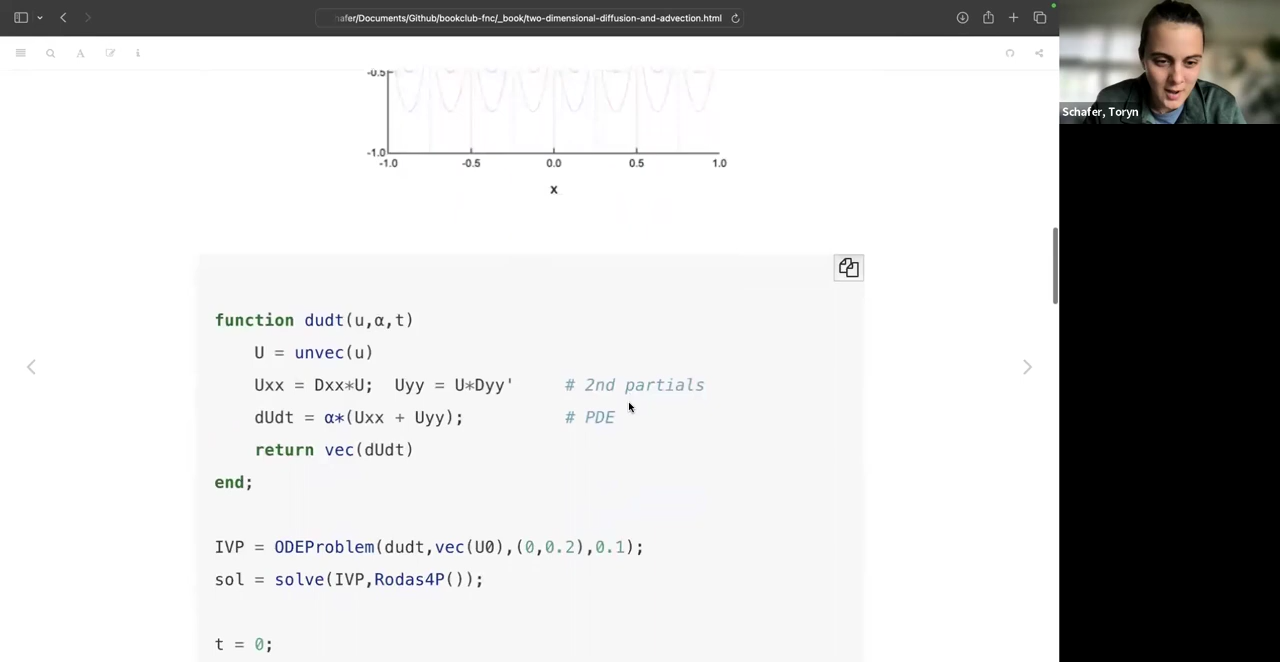 hafer/Documents/Github/bookclub-fnc/_book/two-dimensional-diffusion-and-advection.html
A
i
Schafer, Toryn
-0.5
-1.0
-1.0 -0.5 0.0 0.5 1.0
x
function dudt(u,α,t)
U = unvec(u)
Uxx = Dxx*U; Uyy = U*Dyy' # 2nd partials
dUdt = α*(Uxx + Uyy); # PDE
return vec(dUdt)
end;
IVP = ODEProblem(dudt,vec(U0),(0,0.2),0.1);
sol = solve(IVP,Rodas4P());
t = 0;